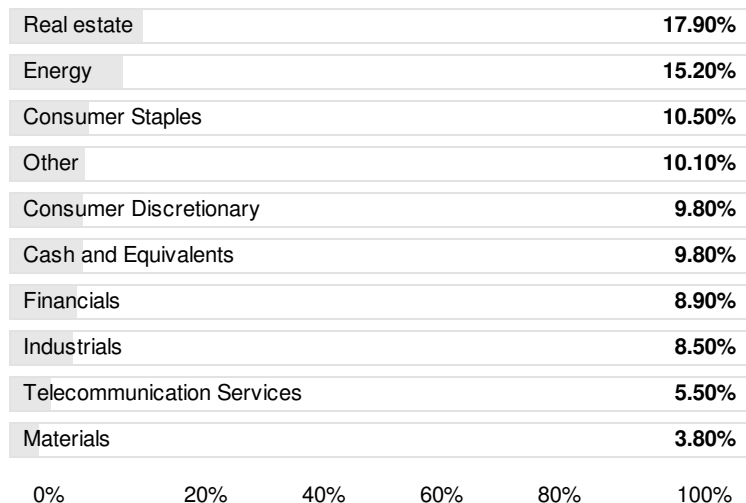 Real estate 17.90%
Energy 15.20%
Consumer Staples 10.50%
Other 10.10%
Consumer Discretionary 9.80%
Cash and Equivalents 9.80%
Financials 8.90%
Industrials 8.50%
Telecommunication Services 5.50%
Materials 3.80%
0% 20% 40% 60% 80% 100%